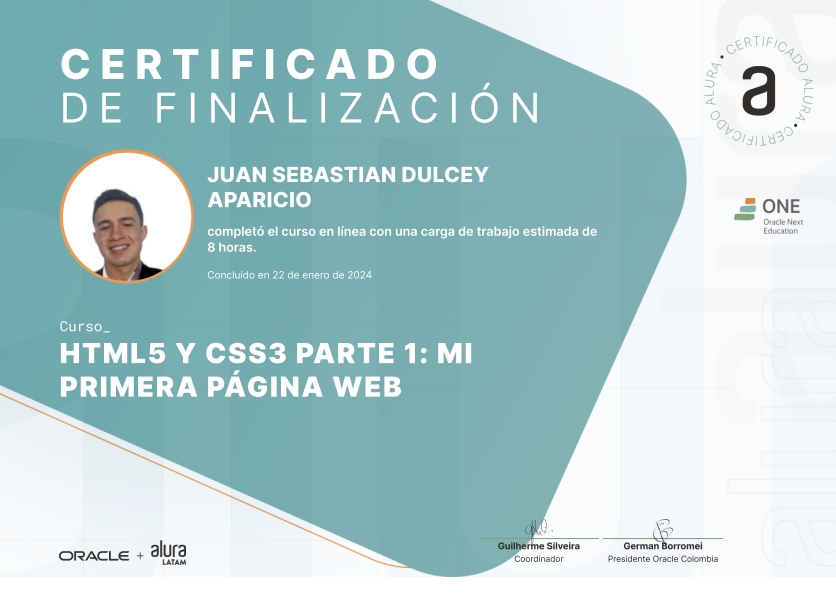 CERTIFICADO
DE FINALIZACIÓN
CERTIFICADO ALURA
CERTIFICADO ALURA
a
JUAN SEBASTIAN DULCEY
APARICIO
completó el curso en línea con una carga de trabajo estimada de
8 horas.
Concluído en 22 de enero de 2024
ONE
Oracle Next
Education
Curso_
HTML5 Y CSS3 PARTE 1: MI
PRIMERA PÁGINA WEB
ORACLE + alura
LATAM
Guilherme Silveira
Coordinador
German Borromei
Presidente Oracle Colombia
alura